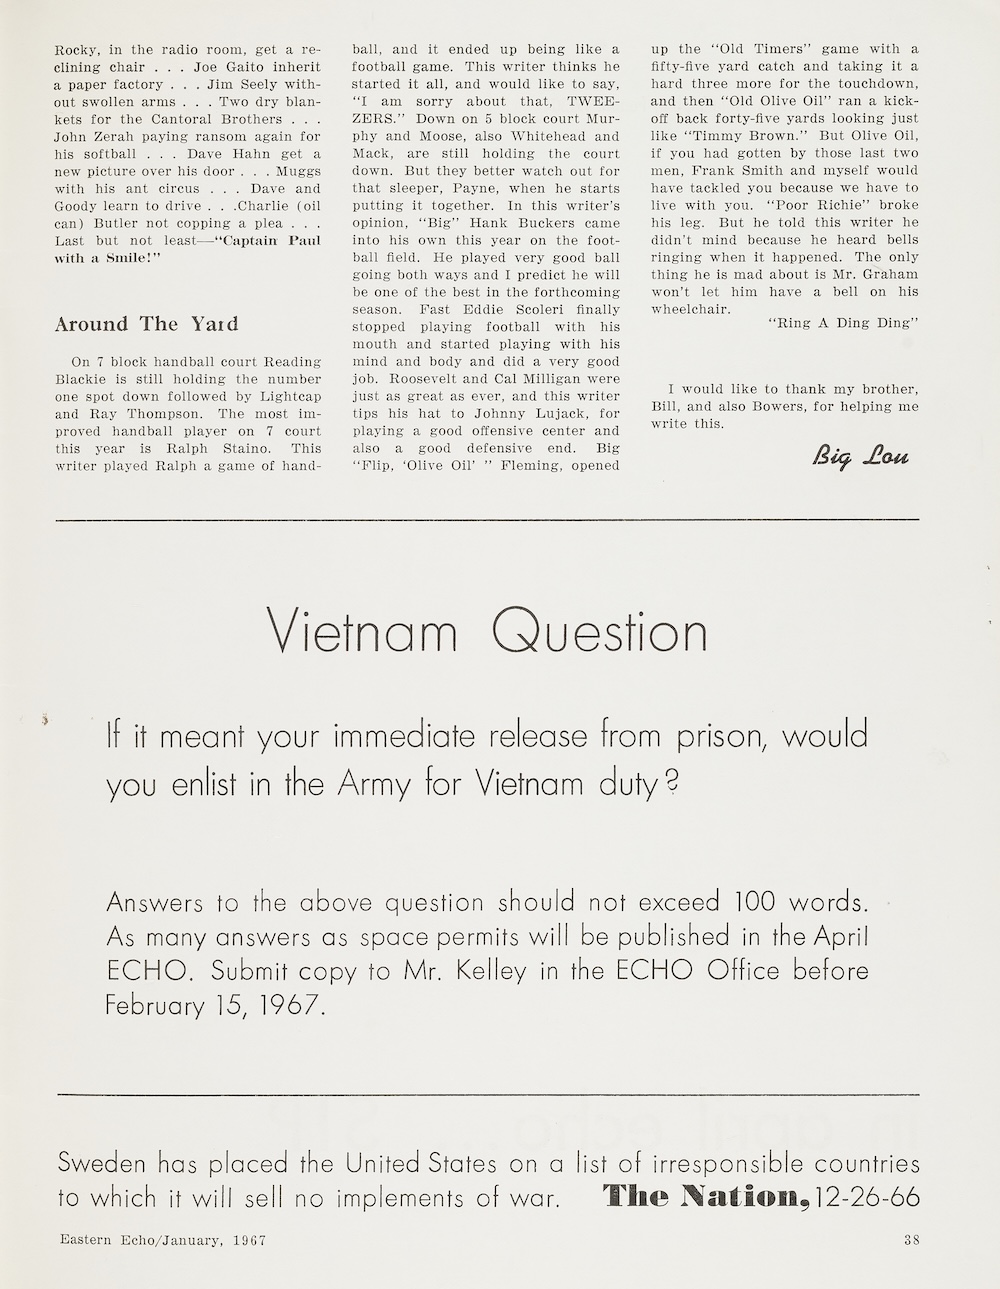 Rocky, in the radio room, get a re-
clining chair . . . Joe Gaito inherit
a paper factory . . . Jim Seely with-
out swollen arms . . . Two dry blan-
kets for the Cantoral Brothers . . .
John Zerah paying ransom again for
his softball . . . Dave Hahn get a
new picture over his door . . . Muggs
with his ant circus . . . Dave and
Goody learn to drive . . .Charlie (oil
can) Butler not copping a plea . . .
Last but not least—“Captain Paul
with a Smile!”
Around The Yard
On 7 block handball court Reading
Blackie is still holding the number
one spot down followed by Lightcap
and Ray Thompson. The most im-
proved handball player on 7 court
this year is Ralph Staino. This
writer played Ralph a game of hand-
ball, and it ended up being like a
football game. This writer thinks he
started it all, and would like to say,
“I am sorry about that, TWEE-
ZERS.” Down on 5 block court Mur-
phy and Moose, also Whitehead and
Mack, are still holding the court
down. But they better watch out for
that sleeper, Payne, when he starts
putting it together. In this writer's
opinion, “Big” Hank Buckers came
into his own this year on the foot-
ball field. He played very good ball
going both ways and I predict he will
be one of the best in the forthcoming
season. Fast Eddie Scoleri finally
stopped playing football with his
mouth and started playing with his
mind and body and did a very good
job. Roosevelt and Cal Milligan were
just as great as ever, and this writer
tips his hat to Johnny Lujack, for
playing a good offensive center and
also a good defensive end. Big
“Flip, ‘Olive Oil’ ” Fleming, opened
up the “Old Timers” game with a
fifty-five yard catch and taking it a
hard three more for the touchdown,
and then “Old Olive Oil” ran a kick-
off back forty-five yards looking just
like “Timmy Brown.” But Olive Oil,
if you had gotten by those last two
men, Frank Smith and myself would
have tackled you because we have to
live with you. “Poor Richie” broke
his leg. But he told this writer he
didn't mind because he heard bells
ringing when it happened. The only
thing he is mad about is Mr. Graham
won't let him have a bell on his
wheelchair.
“Ring A Ding Ding”
I would like to thank my brother,
Bill, and also Bowers, for helping me
write this.
Big Lou
Vietnam Question
If it meant your immediate release from prison, would
you enlist in the Army for Vietnam duty?
Answers to the above question should not exceed 100 words.
As many answers as space permits will be published in the April
ECHO. Submit copy to Mr. Kelley in the ECHO Office before
February 15, 1967.
Sweden has placed the United States on a list of irresponsible countries
to which it will sell no implements of war. The Nation, 12-26-66
Eastern Echo/January, 1967 38